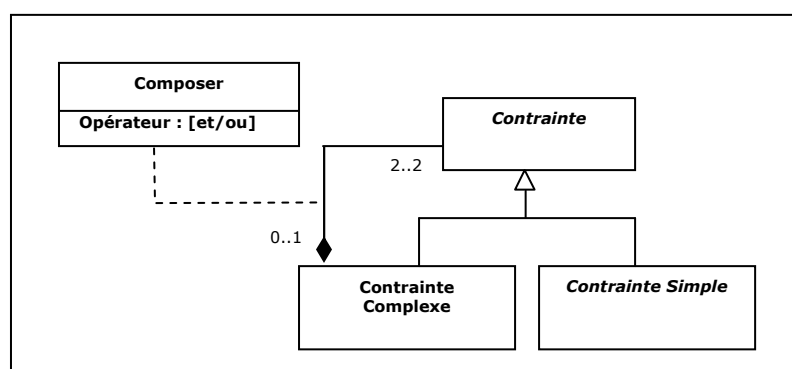 Composer
Opérateur : [et/ou]
Contrainte
2..2
0..1
Contrainte
Complexe
Contrainte Simple